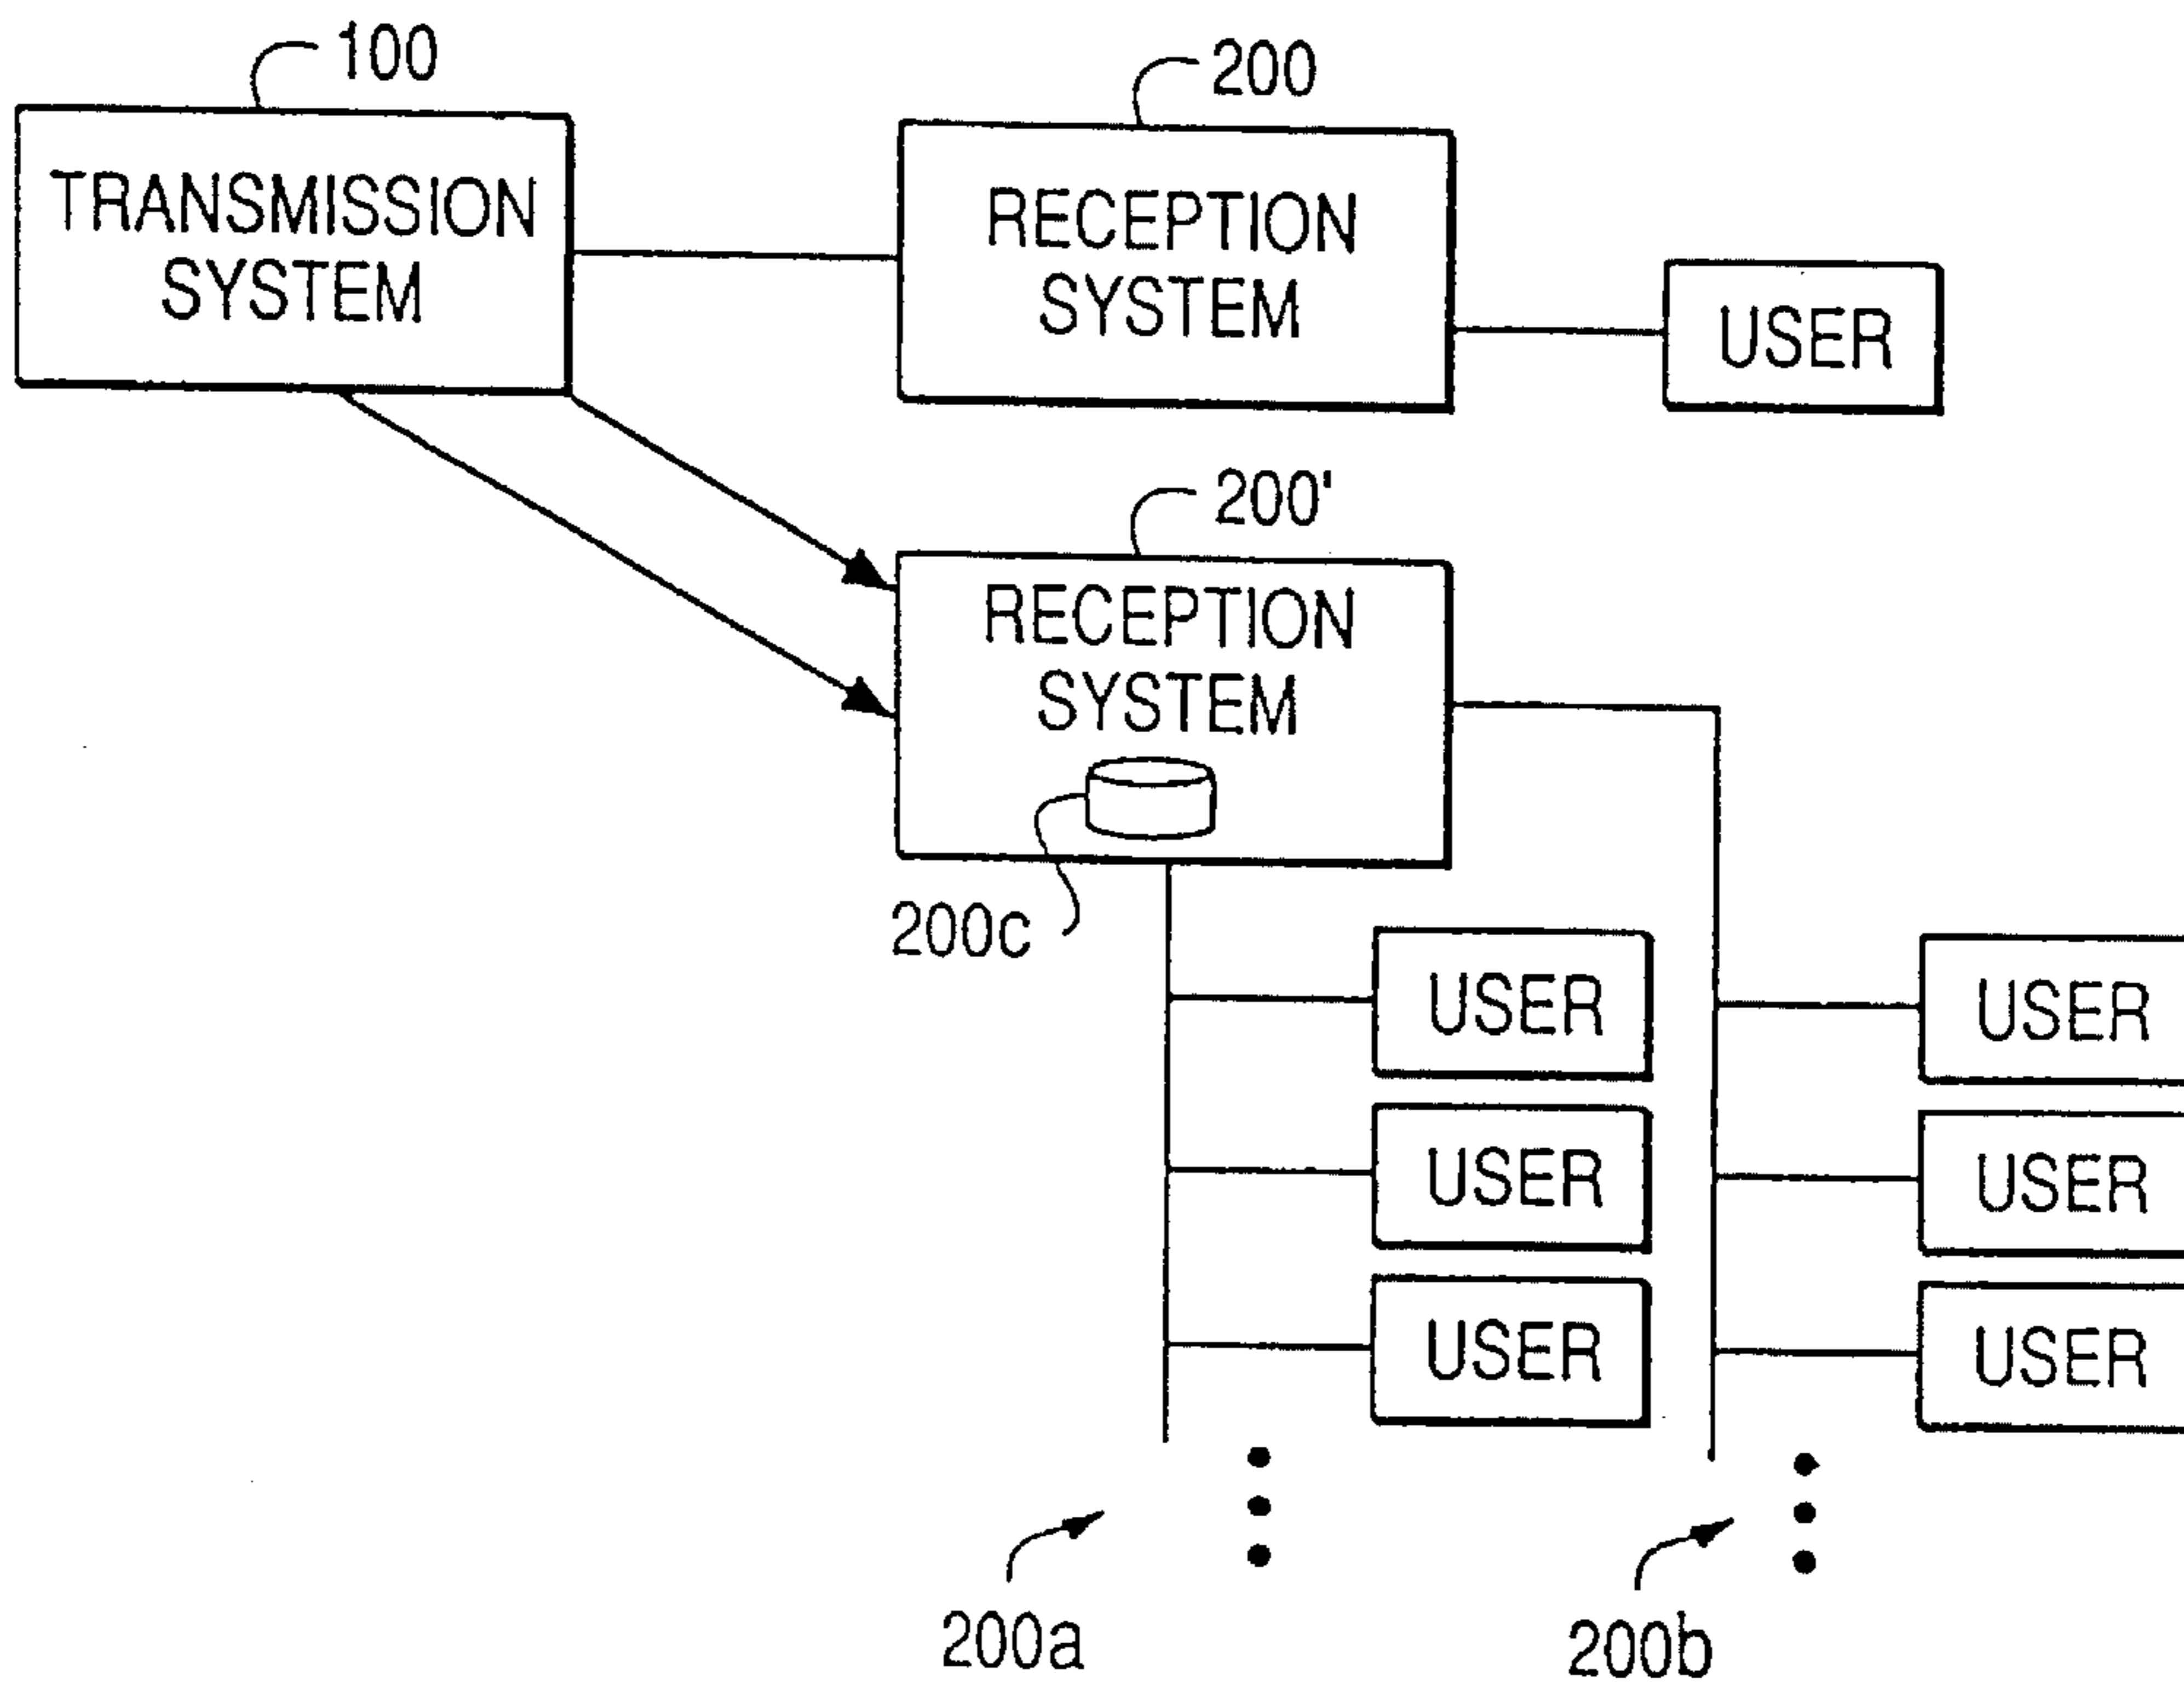 100
TRANSMISSION
SYSTEM
200
RECEPTION
SYSTEM
USER
200'
RECEPTION
SYSTEM
200c
USER
USER
USER
USER
USER
USER
200a
200b